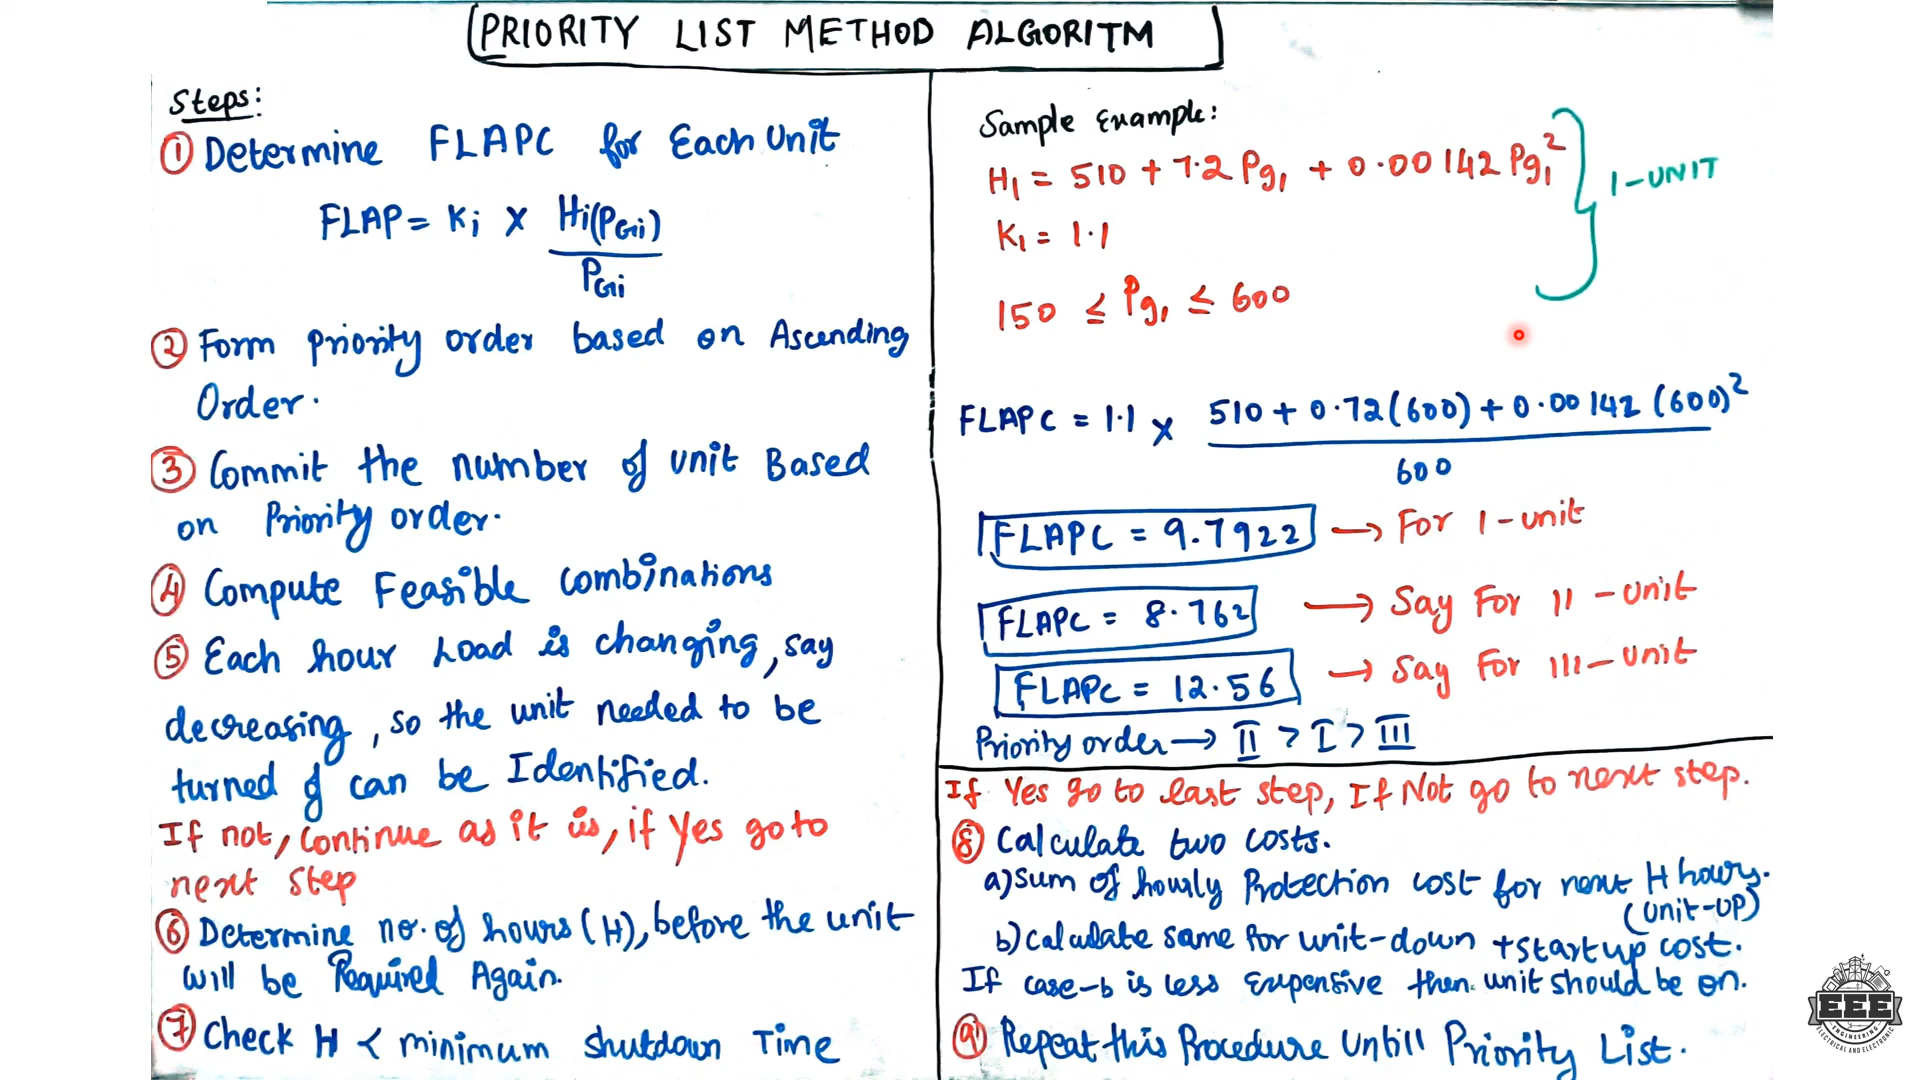 PRIORITY LIST METHOD ALGORITM
Steps:
① Determine FLAPC for Each Unit
FLAP = Ki X Hi(PGi)
PGi
② Form priority order based on Ascending
Order.
③ Commit the number of unit Based
on Priority order.
④ Compute Feasible combinations
⑤ Each hour Load is changing, say
decreasing, so the unit needed to be
turned of can be Identified.
If not, continue as it is, if Yes go to
next step
⑥ Determine no. of hours (H), before the unit
will be Required Again.
⑦ Check H < minimum shutdown Time
Sample Example:
H1 = 510 + 7.2 Pg1 + 0.00142 Pg1²
1-UNIT
K1 = 1.1
150 ≤ Pg1 ≤ 600
FLAPC = 1.1 X 510 + 0.72 (600) + 0.00142 (600)²
600
FLAPC = 9.7922 → For 1-unit
FLAPC = 8.762 → Say For 11-unit
FLAPC = 12.56 → Say For 111-unit
Priority order → II > I > III
If Yes go to last step, If Not go to next step.
⑧ Calculate two costs.
a) Sum of hourly Protection cost for next H hours.
(Unit-UP)
b) Calculate same for unit-down + startup cost.
If case-b is less expensive then unit should be on.
⑨ Repeat this Procedure Untill Priority List.
EEE
ENGINEERING
ELECTRICAL AND ELECTRONIC